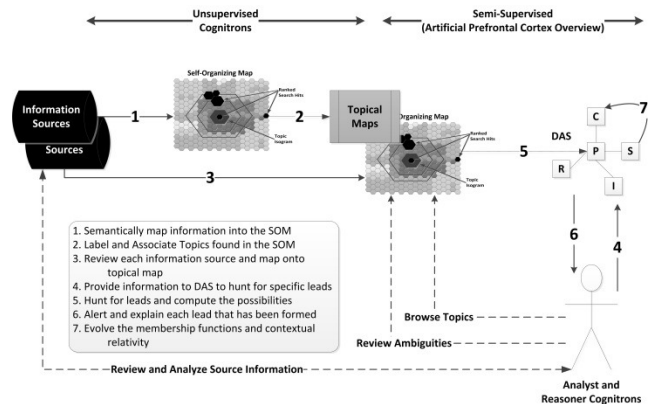 Unsupervised
Cognitrons
Semi-Supervised
(Artificial Prefrontal Cortex Overview)
Self-Organizing Map
Ranked
Search Hits
Topic
Isogram
Information
Sources
Sources
1
2
Topical
Maps
Organizing Map
Ranked
Search Hits
Topic
Isogram
3
5
DAS
C
7
P
S
R
I
6
4
1. Semantically map information into the SOM
2. Label and Associate Topics found in the SOM
3. Review each information source and map onto
topical map
4. Provide information to DAS to hunt for specific leads
5. Hunt for leads and compute the possibilities
6. Alert and explain each lead that has been formed
7. Evolve the membership functions and contextual
relativity
Browse Topics
Review Ambiguities
Review and Analyze Source Information
Analyst and
Reasoner Cognitrons